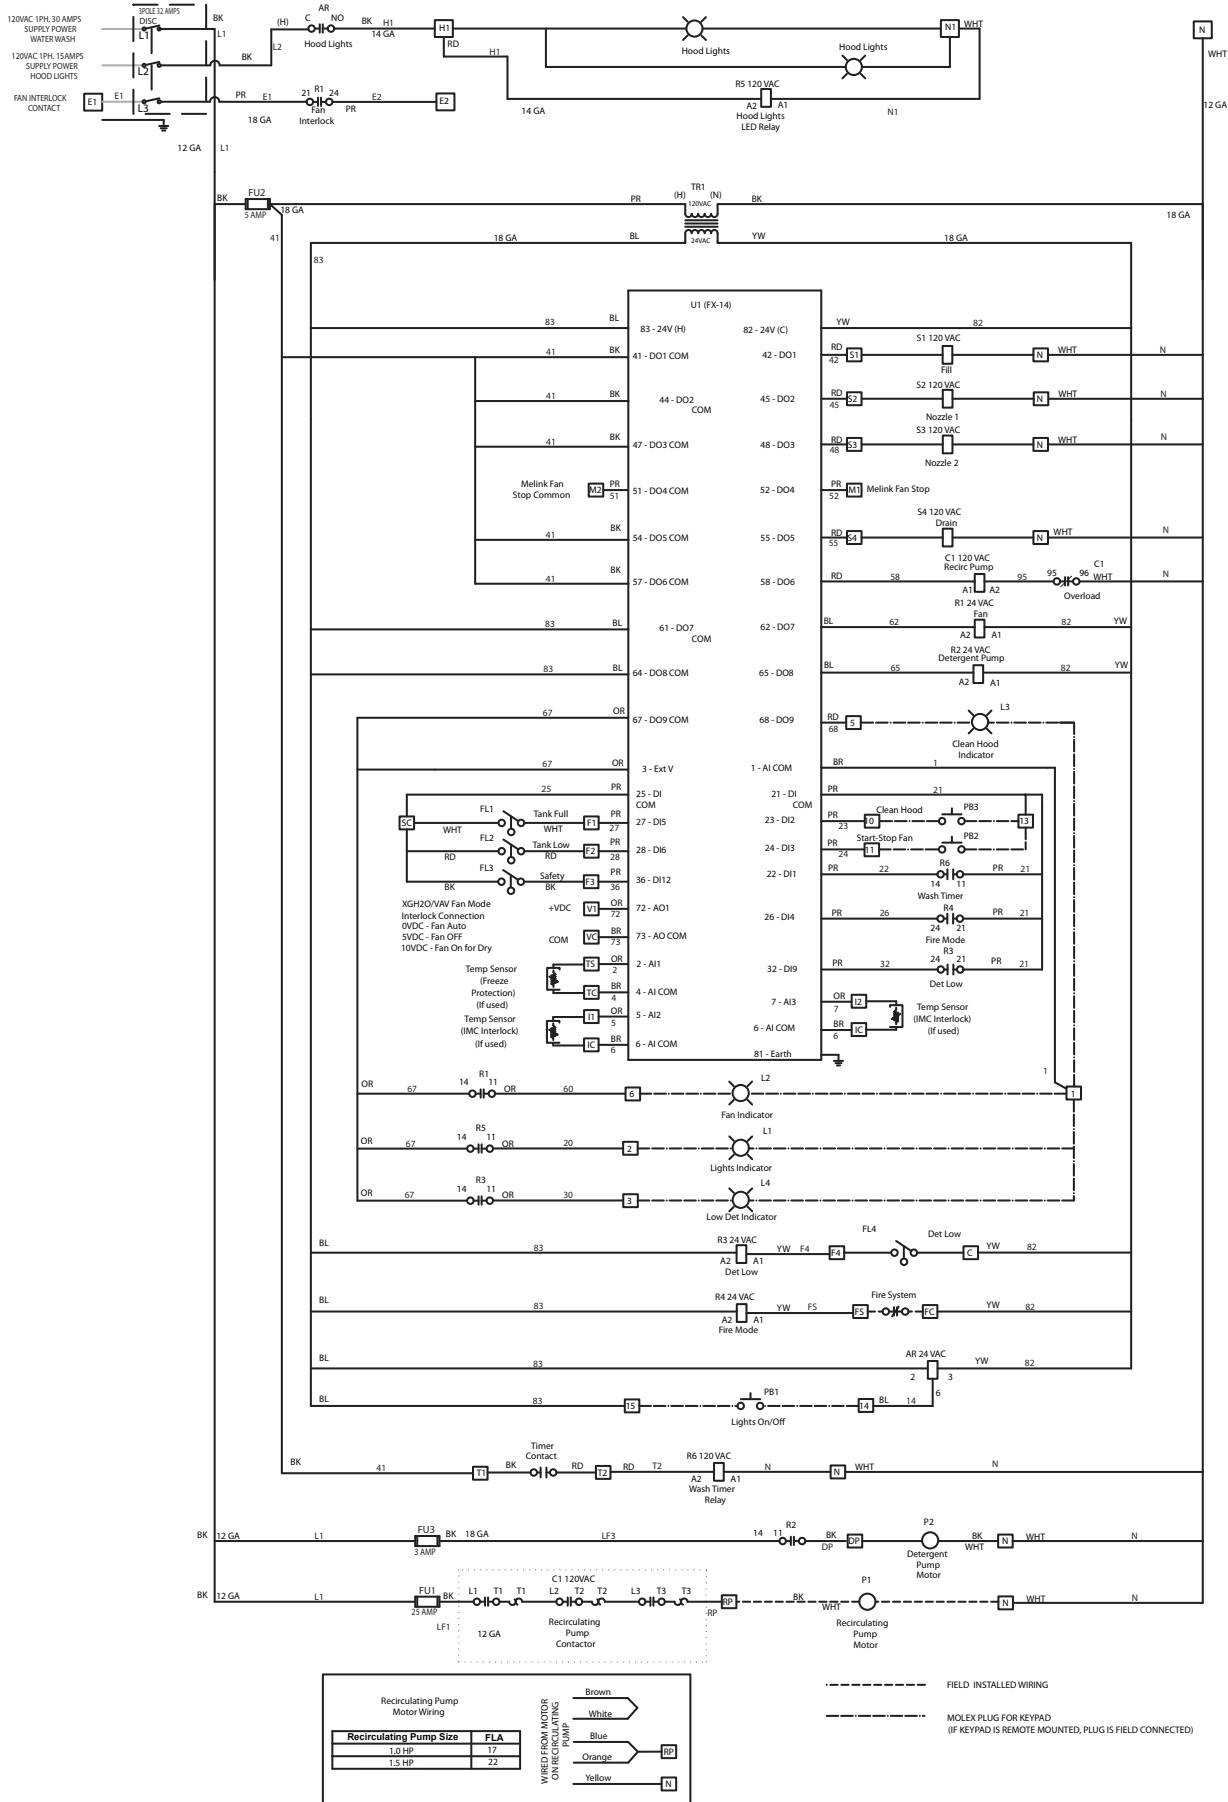 120VAC 1PH. 30 AMPS
SUPPLY POWER
WATER WASH
3POLE 32 AMPS
DISC
L1
BK
L1
120VAC 1PH. 15AMPS
SUPPLY POWER
HOOD LIGHTS
L2
BK
L2
(H)
AR
C NO
Hood Lights
BK H1
14 GA
H1
RD
H1
Hood Lights
Hood Lights
N1
WHT
N
WHT
FAN INTERLOCK
CONTACT
E1
E1
L3
PR E1
18 GA
21 R1 24
Fan
Interlock
E2
PR
E2
14 GA
R5 120 VAC
A2 A1
Hood Lights
LED Relay
N1
12 GA
12 GA L1
BK
FU2
5 AMP
18 GA
41
PR
TR1
(H) (N)
120VAC
24VAC
BK
18 GA
83
18 GA
BL
YW
18 GA
U1 (FX-14)
83 BL 83 - 24V (H)
82 - 24V (C) YW 82
41 BK 41 - DO1 COM
42 - DO1 RD 42 S1
S1 120 VAC
Fill
N WHT N
41 BK 44 - DO2
COM
45 - DO2 RD 45 S2
S2 120 VAC
Nozzle 1
N WHT N
41 BK 47 - DO3 COM
48 - DO3 RD 48 S3
S3 120 VAC
Nozzle 2
N WHT N
Melink Fan
Stop Common
M2 PR 51 51 - DO4 COM
52 - DO4 PR 52 M1 Melink Fan Stop
41 BK 54 - DO5 COM
55 - DO5 RD 55 S4
S4 120 VAC
Drain
N WHT N
41 BK 57 - DO6 COM
58 - DO6 RD 58
C1 120 VAC
Recirc Pump
A1 A2
95 95 96
C1
WHT
Overload
N
83 BL 61 - DO7
COM
62 - DO7 BL 62
R1 24 VAC
Fan
A2 A1
82 YW
83 BL 64 - DO8 COM
65 - DO8 BL 65
R2 24 VAC
Detergent Pump
A2 A1
82 YW
67 OR 67 - DO9 COM
68 - DO9 RD 68 5
L3
Clean Hood
Indicator
67 OR 3 - Ext V
1 - AI COM BR 1
25 PR 25 - DI
COM
21 - DI
COM
PR 21
SC WHT
FL1
Tank Full
WHT
F1 PR 27 27 - DI5
23 - DI2 PR 23 10
Clean Hood
PB3
13
RD
FL2
Tank Low
RD
F2 PR 28 28 - DI6
24 - DI3 PR 24 11
Start-Stop Fan
PB2
BK
FL3
Safety
BK
F3 PR 36 36 - DI12
22 - DI1 PR 22
R6
14 11
Wash Timer
PR 21
XGH2O/VAV Fan Mode
Interlock Connection
0VDC - Fan Auto
5VDC - Fan OFF
10VDC - Fan On for Dry
+VDC V1 OR 72 72 - AO1
26 - DI4 PR 26
R4
24 21
Fire Mode
PR 21
COM VC BR 73 73 - AO COM
32 - DI9 PR 32
R3
24 21
Det Low
PR 21
Temp Sensor
(Freeze
Protection)
(If used)
TS OR 2 2 - AI1
TC BR 4 4 - AI COM
Temp Sensor
(IMC Interlock)
(If used)
I1 OR 5 5 - AI2
IC BR 6 6 - AI COM
7 - AI3 OR 7 I2
6 - AI COM BR 6 IC
Temp Sensor
(IMC Interlock)
(If used)
81 - Earth
1
1
OR 67
R1
14 11
OR 60 6
L2
Fan Indicator
OR 67
R5
14 11
OR 20 2
L1
Lights Indicator
OR 67
R3
14 11
OR 30 3
L4
Low Det Indicator
BL 83
R3 24 VAC
A2 A1
Det Low
YW F4 F4
FL4
Det Low
C YW 82
BL 83
R4 24 VAC
A2 A1
Fire Mode
YW FS FS
Fire System
FC YW 82
BL 83
AR 24 VAC
2 3
6
YW 82
BL 83 15
PB1
Lights On/Off
14 BL 14
BK 41 T1 BK
Timer
Contact
RD T2 RD T2
R6 120 VAC
A2 A1
Wash Timer
Relay
N N WHT N
BK 12 GA L1
FU3
3 AMP
BK 18 GA LF3
R2
14 11
BK
DP
DP
P2
Detergent
Pump
Motor
BK
WHT
N WHT N
BK 12 GA L1
FU1
25 AMP
BK
LF1
C1 120VAC
L1 T1 T1 L2 T2 T2 L3 T3 T3
12 GA
Recirculating
Pump
Contactor
RP
RP
BK
WHT
P1
Recirculating
Pump
Motor
N WHT N
Recirculating Pump
Motor Wiring
Recirculating Pump Size FLA
1.0 HP 17
1.5 HP 22
WIRED FROM MOTOR
ON RECIRCULATING
PUMP
Brown
White
Blue
Orange
RP
Yellow
N
FIELD INSTALLED WIRING
MOLEX PLUG FOR KEYPAD
(IF KEYPAD IS REMOTE MOUNTED, PLUG IS FIELD CONNECTED)